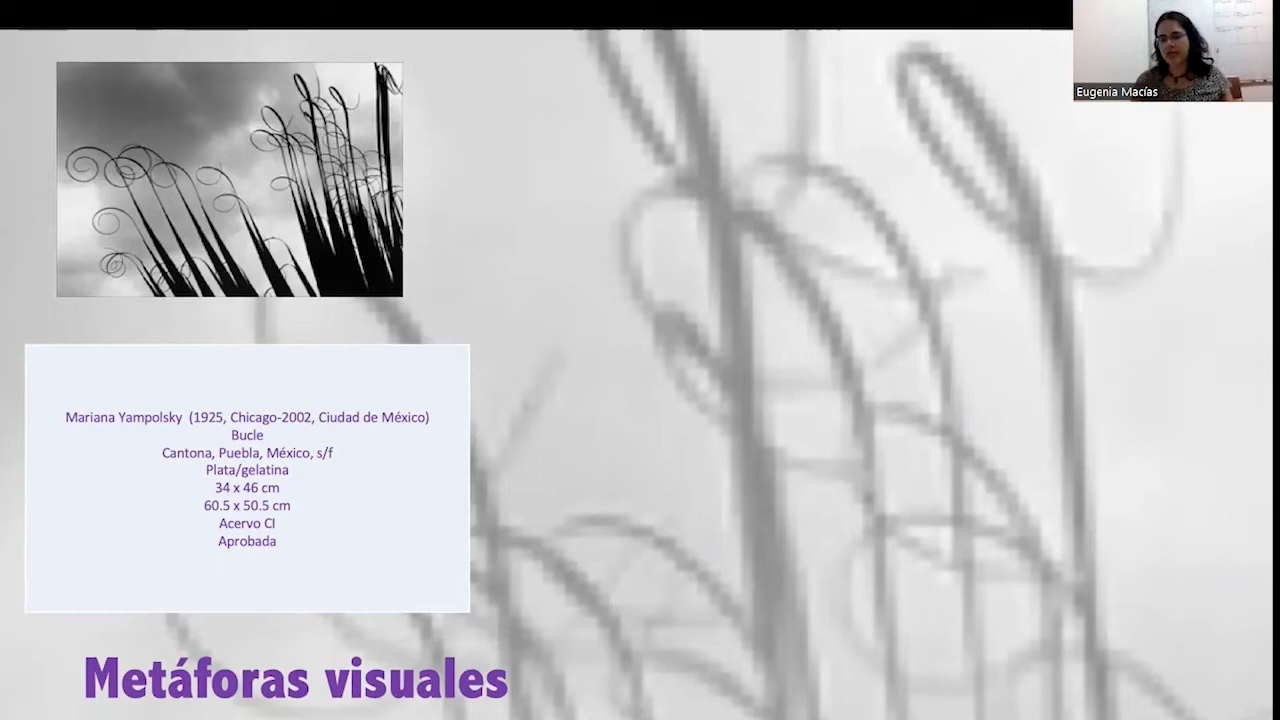 Eugenia Macías
Mariana Yampolsky (1925, Chicago-2002, Ciudad de México)
Bucle
Cantona, Puebla, México, s/f
Plata/gelatina
34 x 46 cm
60.5 x 50.5 cm
Acervo CI
Aprobada
Metáforas visuales